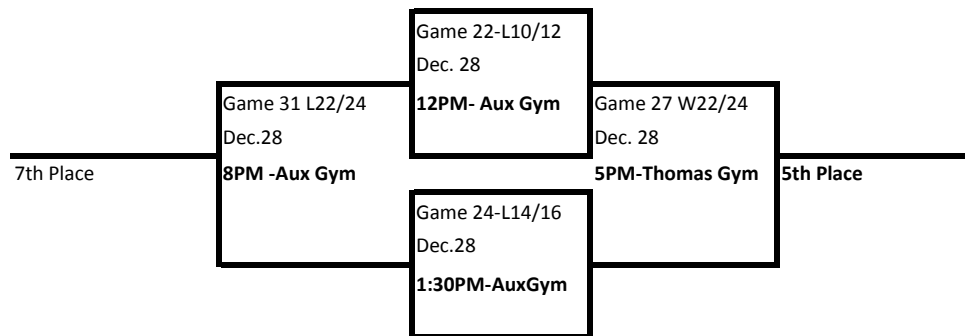 Game 22-L10/12
Dec. 28
12PM- Aux Gym
Game 31 L22/24
Dec.28
8PM -Aux Gym
Game 27 W22/24
Dec. 28
5PM-Thomas Gym
7th Place
5th Place
Game 24-L14/16
Dec.28
1:30PM-AuxGym